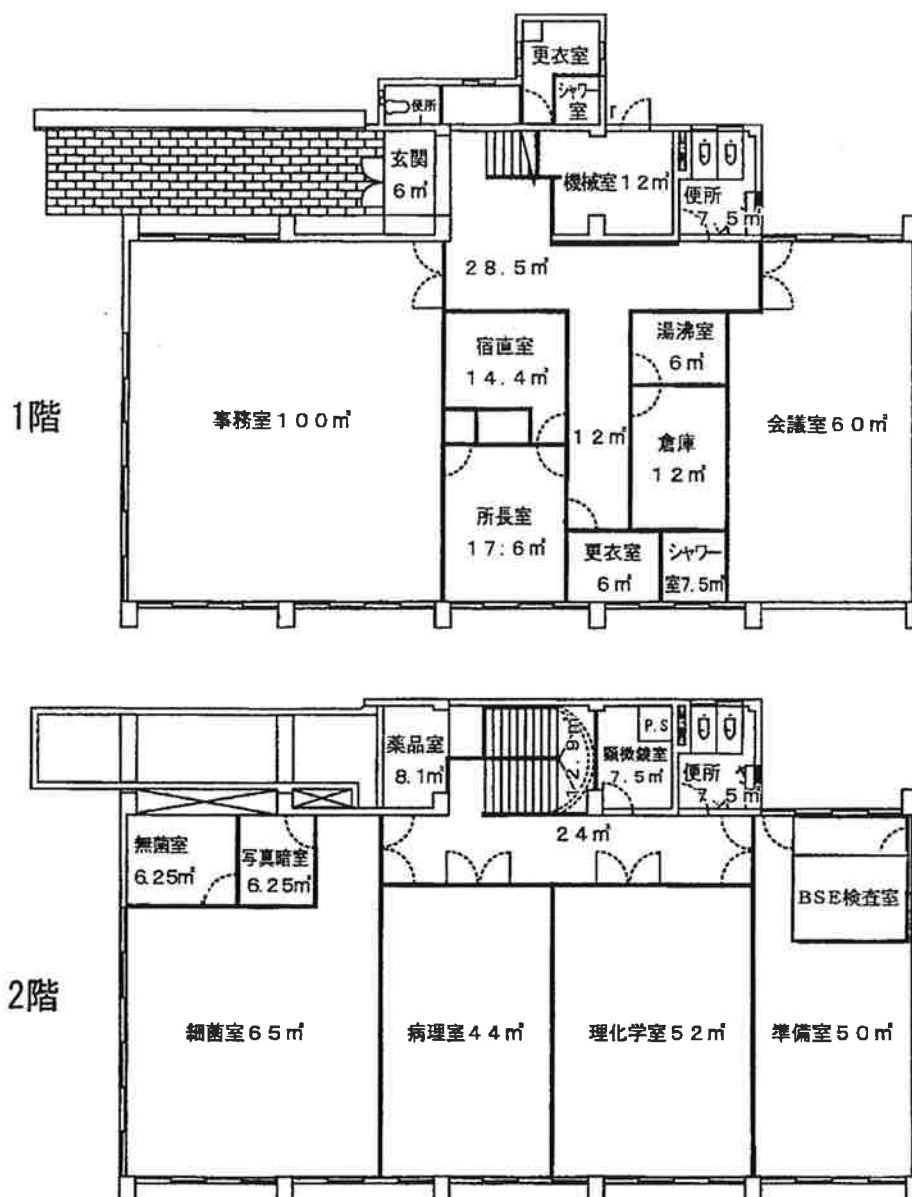 更衣室
シャワー
室
便所
玄関
6㎡
機械室12㎡
便所
7.5㎡
28.5㎡
宿直室
14.4㎡
湯沸室
6㎡
1階
事務室100㎡
12㎡
倉庫
12㎡
会議室60㎡
所長室
17.6㎡
更衣室
6㎡
シャワー
室7.5㎡
薬品室
8.1㎡
P.S
顕微鏡室
7.5㎡
便所
7.5㎡
24㎡
無菌室
6.25㎡
写真暗室
6.25㎡
BSE検査室
2階
細菌室65㎡
病理室44㎡
理化学室52㎡
準備室50㎡